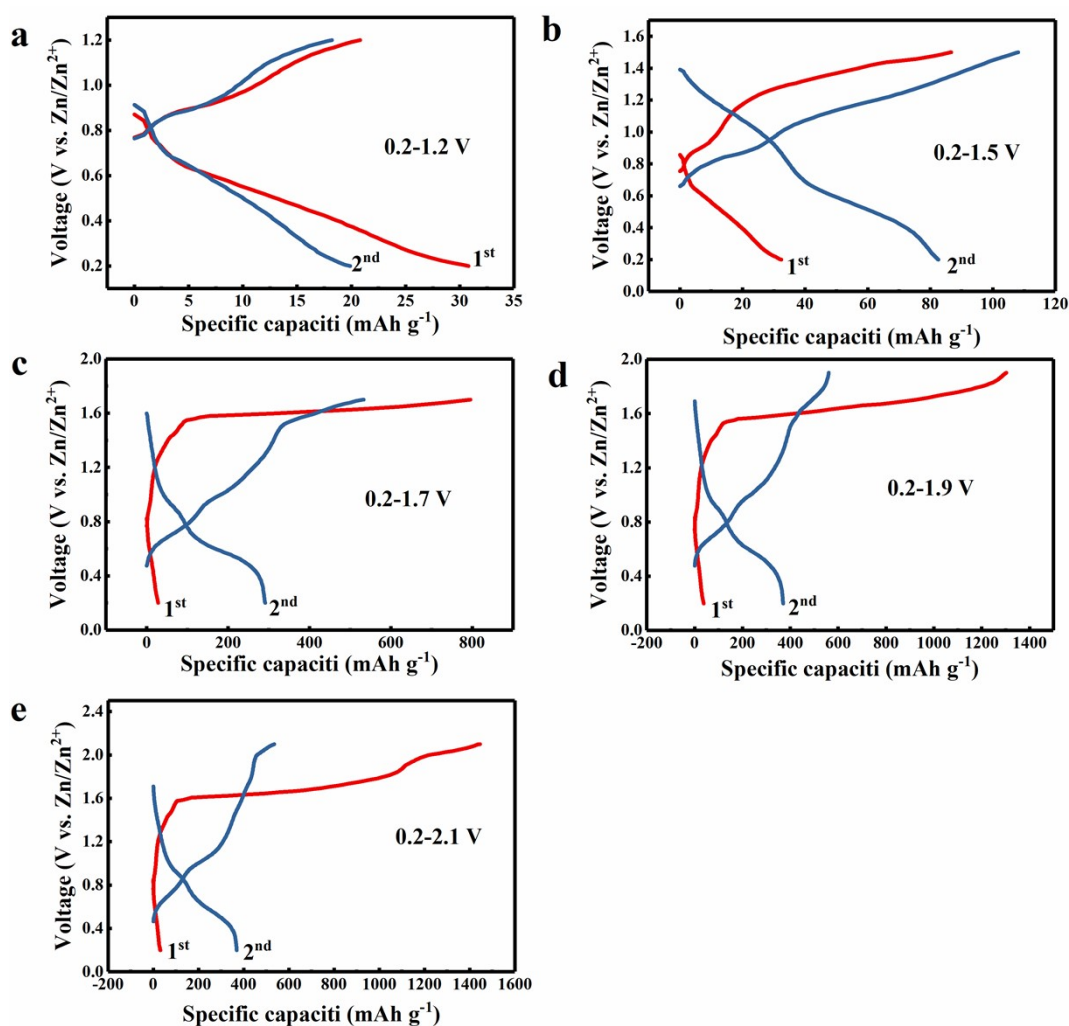 a
1.2
1.0
0.8
0.6
0.4
0.2
Voltage (V vs. Zn/Zn²⁺)
0.2-1.2 V
1st
2nd
0 5 10 15 20 25 30 35
Specific capaciti (mAh g⁻¹)
b
1.6
1.4
1.2
1.0
0.8
0.6
0.4
0.2
0.0
Voltage (V vs. Zn/Zn²⁺)
0.2-1.5 V
1st
2nd
0 20 40 60 80 100 120
Specific capaciti (mAh g⁻¹)
c
2.0
1.6
1.2
0.8
0.4
0.0
Voltage (V vs. Zn/Zn²⁺)
0.2-1.7 V
1st
2nd
0 200 400 600 800
Specific capaciti (mAh g⁻¹)
d
2.0
1.6
1.2
0.8
0.4
0.0
Voltage (V vs. Zn/Zn²⁺)
0.2-1.9 V
1st
2nd
-200 0 200 400 600 800 1000 1200 1400
Specific capaciti (mAh g⁻¹)
e
2.4
2.0
1.6
1.2
0.8
0.4
0.0
Voltage (V vs. Zn/Zn²⁺)
0.2-2.1 V
1st
2nd
-200 0 200 400 600 800 1000 1200 1400 1600
Specific capaciti (mAh g⁻¹)